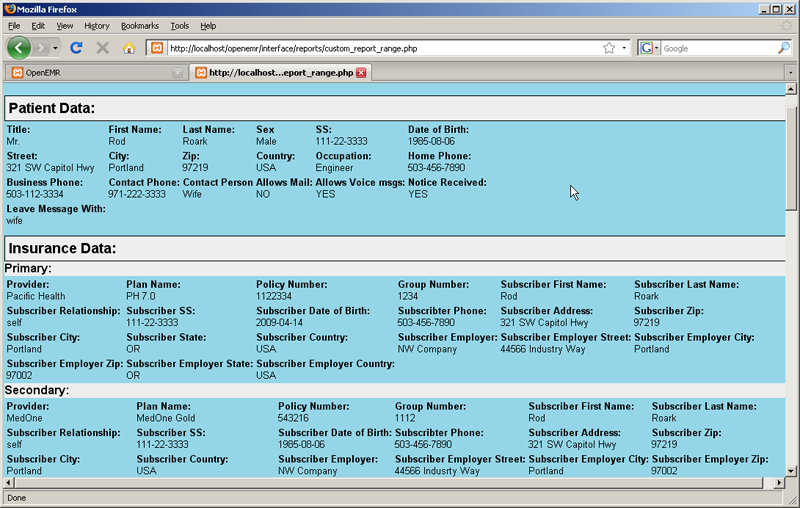 Mozilla Firefox
File Edit View History Bookmarks Tools Help
http://localhost/openemr/interface/reports/custom_report_range.php Google
OpenEMR http://localhost...eport_range.php
Patient Data:
Title: First Name: Last Name: Sex SS: Date of Birth:
Mr. Rod Roark Male 111-22-3333 1985-08-06
Street: City: Zip: Country: Occupation: Home Phone:
321 SW Capitol Hwy Portland 97219 USA Engineer 503-456-7890
Business Phone: Contact Phone: Contact Person Allows Mail: Allows Voice msgs: Notice Received:
503-112-3334 971-222-3333 Wife NO YES YES
Leave Message With:
wife
Insurance Data:
Primary:
Provider: Plan Name: Policy Number: Group Number: Subscriber First Name: Subscriber Last Name:
Pacific Health PH 7.0 1122334 1234 Rod Roark
Subscriber Relationship: Subscriber SS: Subscriber Date of Birth: Subscribter Phone: Subscriber Address: Subscriber Zip:
self 111-22-3333 2009-04-14 503-456-7890 321 SW Capitol Hwy 97219
Subscriber City: Subscriber State: Subscriber Country: Subscriber Employer: Subscriber Employer Street: Subscriber Employer City:
Portland OR USA NW Company 44566 Industry Way Portland
Subscriber Employer Zip: Subscriber Employer State: Subscriber Employer Country:
97002 OR USA
Secondary:
Provider: Plan Name: Policy Number: Group Number: Subscriber First Name: Subscriber Last Name:
MedOne MedOne Gold 543216 1112 Rod Roark
Subscriber Relationship: Subscriber SS: Subscriber Date of Birth: Subscribter Phone: Subscriber Address: Subscriber Zip:
self 111-22-3333 1985-08-06 503-456-7890 321 SW Capitol Hwy 97219
Subscriber City: Subscriber Country: Subscriber Employer: Subscriber Employer Street: Subscriber Employer City: Subscriber Employer Zip:
Portland USA NW Company 44566 Indusrty Way Portland 97002
Done